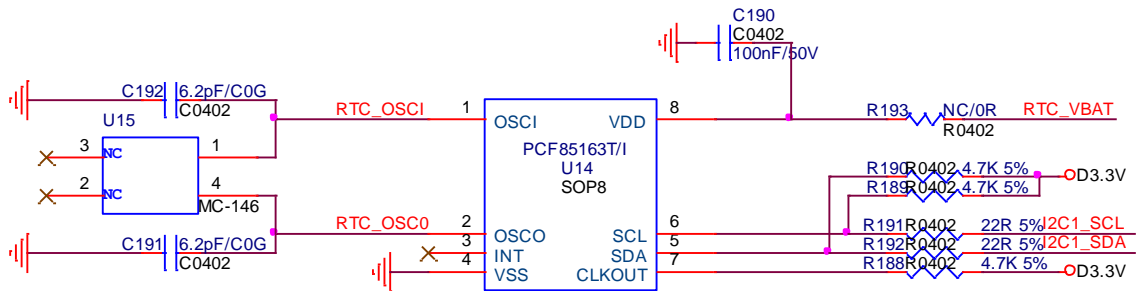 C190
C0402
100nF/50V
C192 6.2pF/C0G
C0402
U15
RTC_OSCI 1 OSCI VDD 8 R193 NC/0R RTC_VBAT
R0402
3 NC 1
PCF85163T/I
U14
SOP8
R190 R0402 4.7K 5% D3.3V
R189 R0402 4.7K 5%
2 NC 4
MC-146
RTC_OSC0 2 OSCO SCL 6 R191 R0402 22R 5% I2C1_SCL
C191 6.2pF/C0G
C0402
3 INT SDA 5 R192 R0402 22R 5% I2C1_SDA
4 VSS CLKOUT 7 R188 R0402 4.7K 5% D3.3V